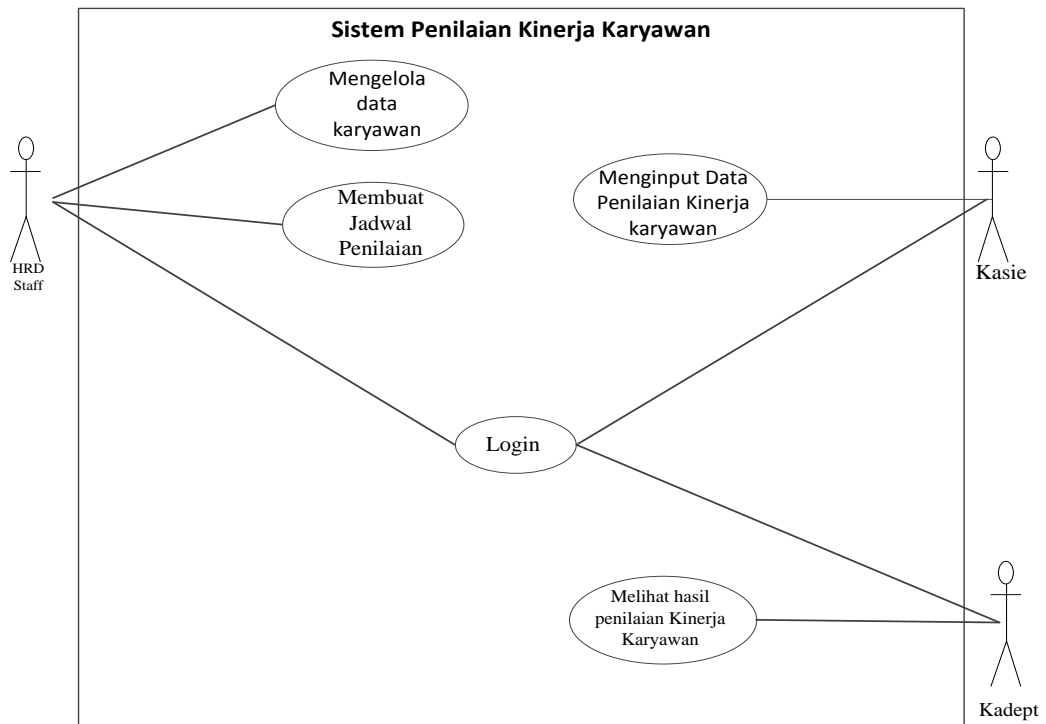 Sistem Penilaian Kinerja Karyawan
Mengelola
data
karyawan
Menginput Data
Penilaian Kinerja
karyawan
Membuat
Jadwal
Penilaian
HRD
Staff
Kasie
Login
Melihat hasil
penilaian Kinerja
Karyawan
Kadept